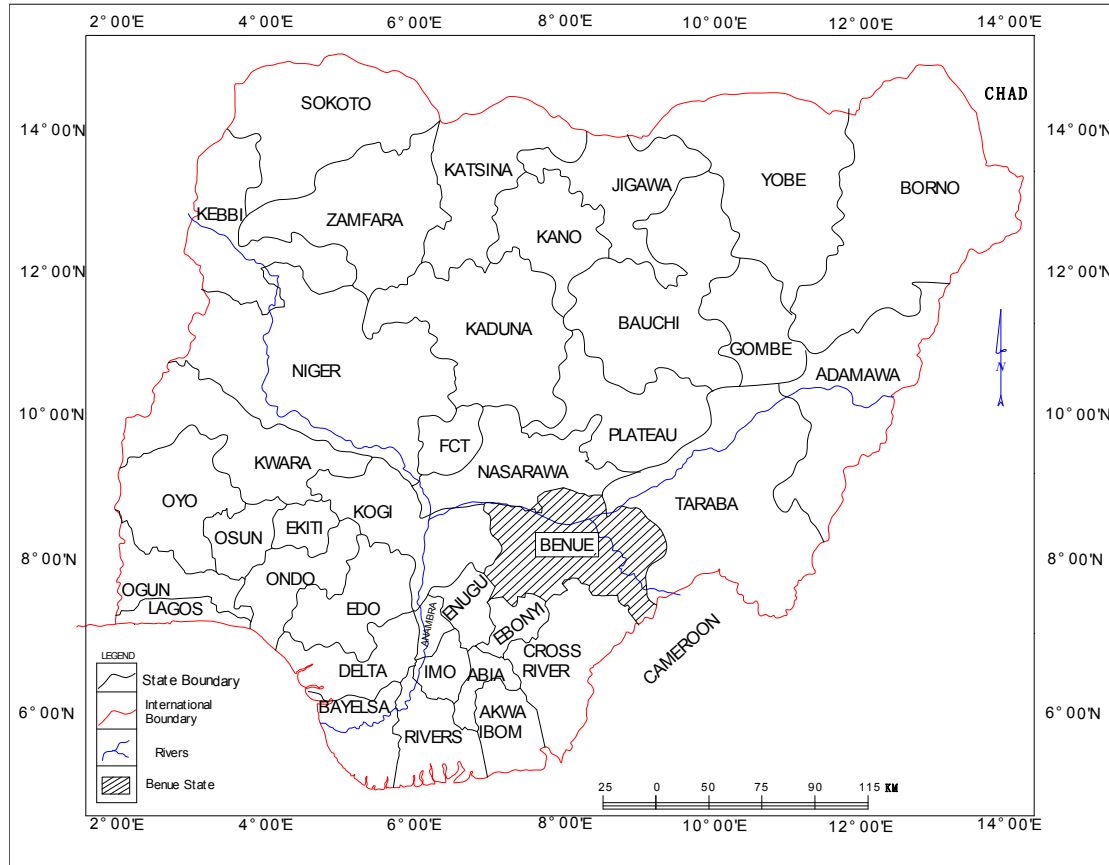 2° 00'E 4° 00'E 6° 00'E 8° 00'E 10° 00'E 12° 00'E 14° 00'E
CHAD
SOKOTO
14° 00'N 14° 00'N
KATSINA
JIGAWA
YOBE
BORNO
KEBBI
ZAMFARA
KANO
12° 00'N 12° 00'N
KADUNA
BAUCHI
GOMBE
NIGER
ADAMAWA
N
10° 00'N 10° 00'N
FCT
PLATEAU
KWARA
NASARAWA
OYO
KOGI
TARABA
OSUN
EKITI
BENUE
8° 00'N 8° 00'N
OGUN
ONDO
LAGOS
EDO
ANAMBRA
ENUGU
EBONYI
CAMEROON
CROSS
RIVER
DELTA
IMO
ABIA
BAYELSA
AKWA
IBOM
RIVERS
6° 00'N 6° 00'N
LEGEND
State Boundary
International
Boundary
Rivers
Benue State
25 0 50 75 90 115 KM
2° 00'E 4° 00'E 6° 00'E 8° 00'E 10° 00'E 12° 00'E 14° 00'E